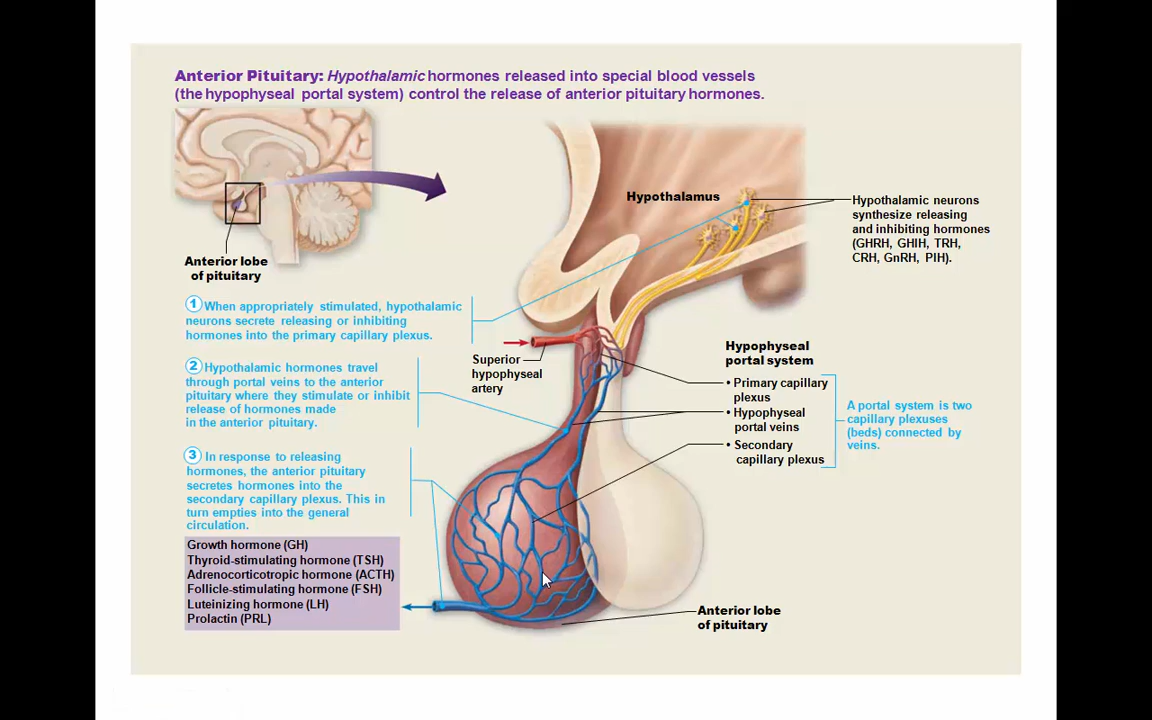 Anterior Pituitary: Hypothalamic hormones released into special blood vessels
(the hypophyseal portal system) control the release of anterior pituitary hormones.
Hypothalamus
Hypothalamic neurons
synthesize releasing
and inhibiting hormones
(GHRH, GHIH, TRH,
CRH, GnRH, PIH).
Anterior lobe
of pituitary
1 When appropriately stimulated, hypothalamic
neurons secrete releasing or inhibiting
hormones into the primary capillary plexus.
Superior
hypophyseal
artery
Hypophyseal
portal system
• Primary capillary
plexus
• Hypophyseal
portal veins
• Secondary
capillary plexus
A portal system is two
capillary plexuses
(beds) connected by
veins.
2 Hypothalamic hormones travel
through portal veins to the anterior
pituitary where they stimulate or inhibit
release of hormones made
in the anterior pituitary.
3 In response to releasing
hormones, the anterior pituitary
secretes hormones into the
secondary capillary plexus. This in
turn empties into the general
circulation.
Growth hormone (GH)
Thyroid-stimulating hormone (TSH)
Adrenocorticotropic hormone (ACTH)
Follicle-stimulating hormone (FSH)
Luteinizing hormone (LH)
Prolactin (PRL)
Anterior lobe
of pituitary